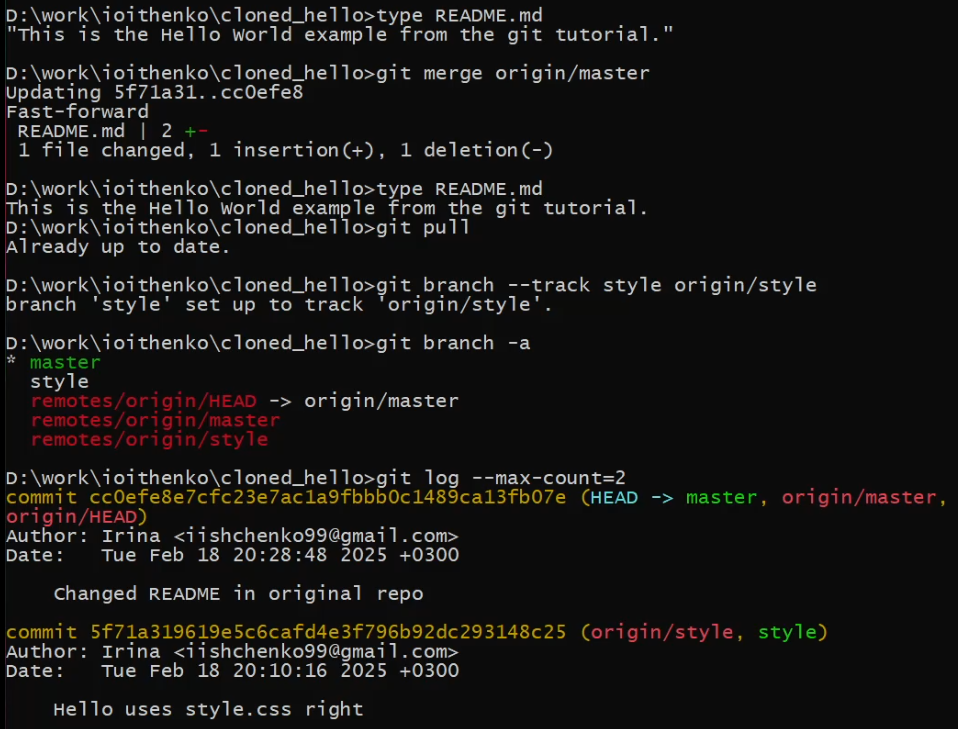 D:\work\ioithenko\cloned_hello>type README.md
"This is the Hello World example from the git tutorial."
D:\work\ioithenko\cloned_hello>git merge origin/master
Updating 5f71a31..cc0efe8
Fast-forward
README.md | 2 +-
1 file changed, 1 insertion(+), 1 deletion(-)
D:\work\ioithenko\cloned_hello>type README.md
This is the Hello World example from the git tutorial.
D:\work\ioithenko\cloned_hello>git pull
Already up to date.
D:\work\ioithenko\cloned_hello>git branch --track style origin/style
branch 'style' set up to track 'origin/style'.
D:\work\ioithenko\cloned_hello>git branch -a
* master
style
remotes/origin/HEAD -> origin/master
remotes/origin/master
remotes/origin/style
D:\work\ioithenko\cloned_hello>git log --max-count=2
commit cc0efe8e7cfc23e7ac1a9fbbb0c1489ca13fb07e (HEAD -> master, origin/master,
origin/HEAD)
Author: Irina <iishchenko99@gmail.com>
Date:   Tue Feb 18 20:28:48 2025 +0300
Changed README in original repo
commit 5f71a319619e5c6cafd4e3f796b92dc293148c25 (origin/style, style)
Author: Irina <iishchenko99@gmail.com>
Date:   Tue Feb 18 20:10:16 2025 +0300
Hello uses style.css right